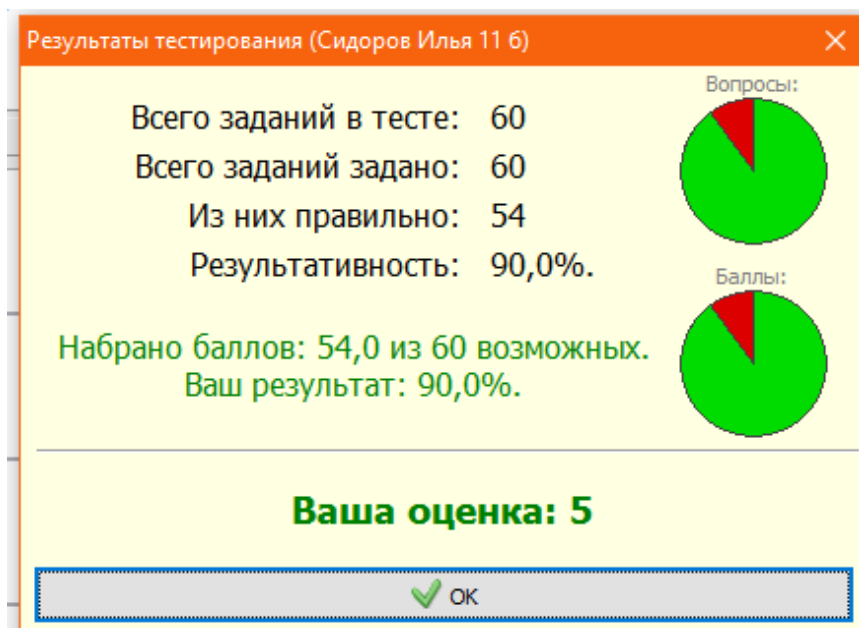 Результаты тестирования (Сидоров Илья 11 б)
Вопросы:
Всего заданий в тесте: 60
Всего заданий задано: 60
Из них правильно: 54
Результативность: 90,0%.
Баллы:
Набрано баллов: 54,0 из 60 возможных.
Ваш результат: 90,0%.
Ваша оценка: 5
ОК